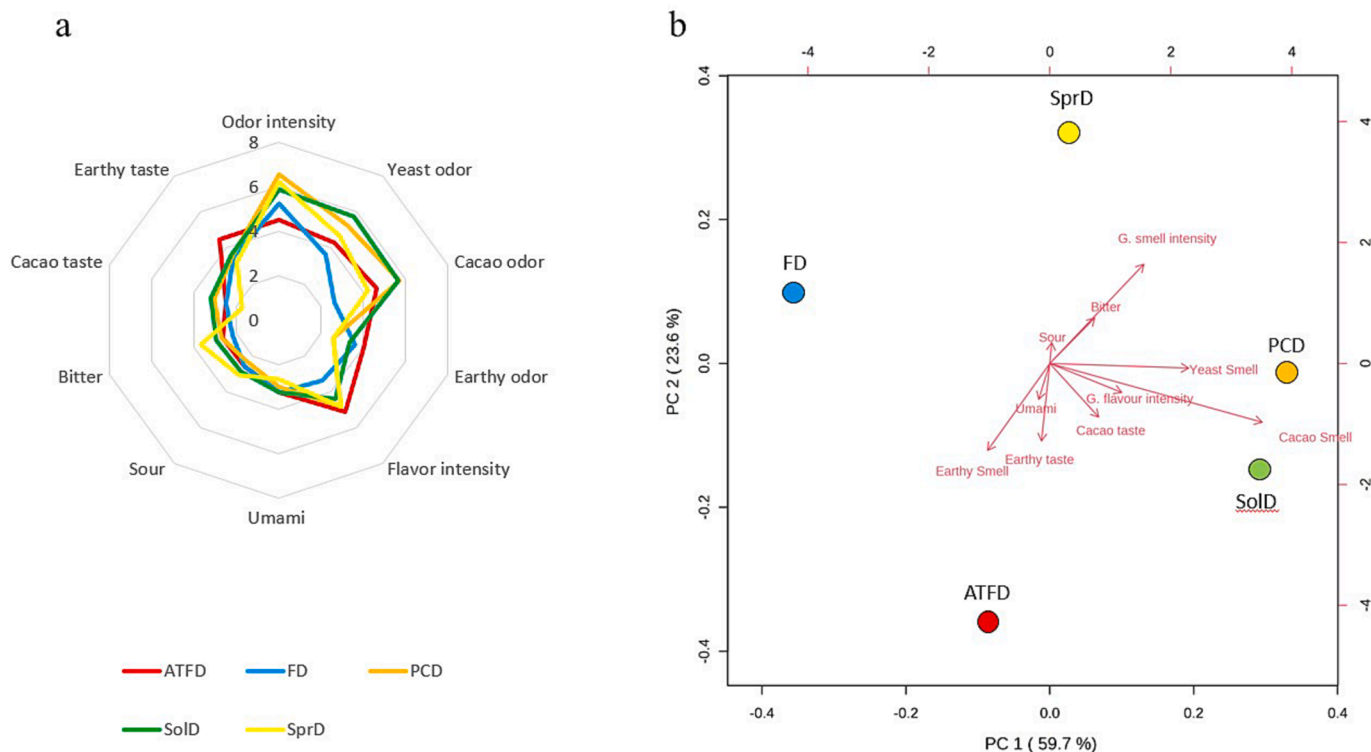 a
Odor intensity
8
Earthy taste
Yeast odor
6
4
Cacao taste
Cacao odor
2
0
Bitter
Earthy odor
Sour
Flavor intensity
Umami
ATFD
FD
PCD
SolD
SprD
b
-4
-2
0
2
4
0.4
SprD
4
0.2
G. smell intensity
2
FD
Bitter
Sour
PCD
0.0
Yeast Smell
0
G. flavour intensity
Umami
Cacao taste
Cacao Smell
Earthy taste
Earthy Smell
-2
SolD
-0.2
ATFD
-4
-0.4
PC 2 ( 23.6 %)
-0.4
-0.2
0.0
0.2
0.4
PC 1 ( 59.7 %)